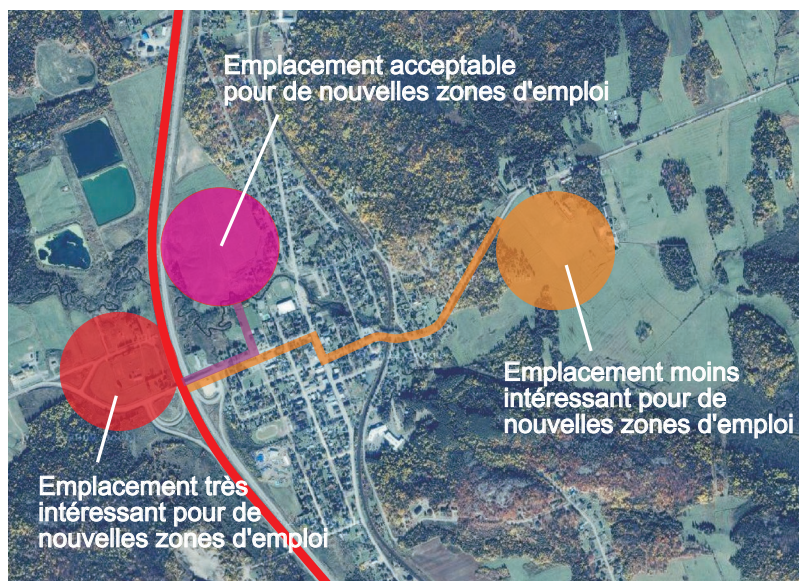 Emplacement acceptable
pour de nouvelles zones d'emploi
Emplacement moins
intéressant pour de
nouvelles zones d'emploi
Emplacement très
intéressant pour de
nouvelles zones d'emploi